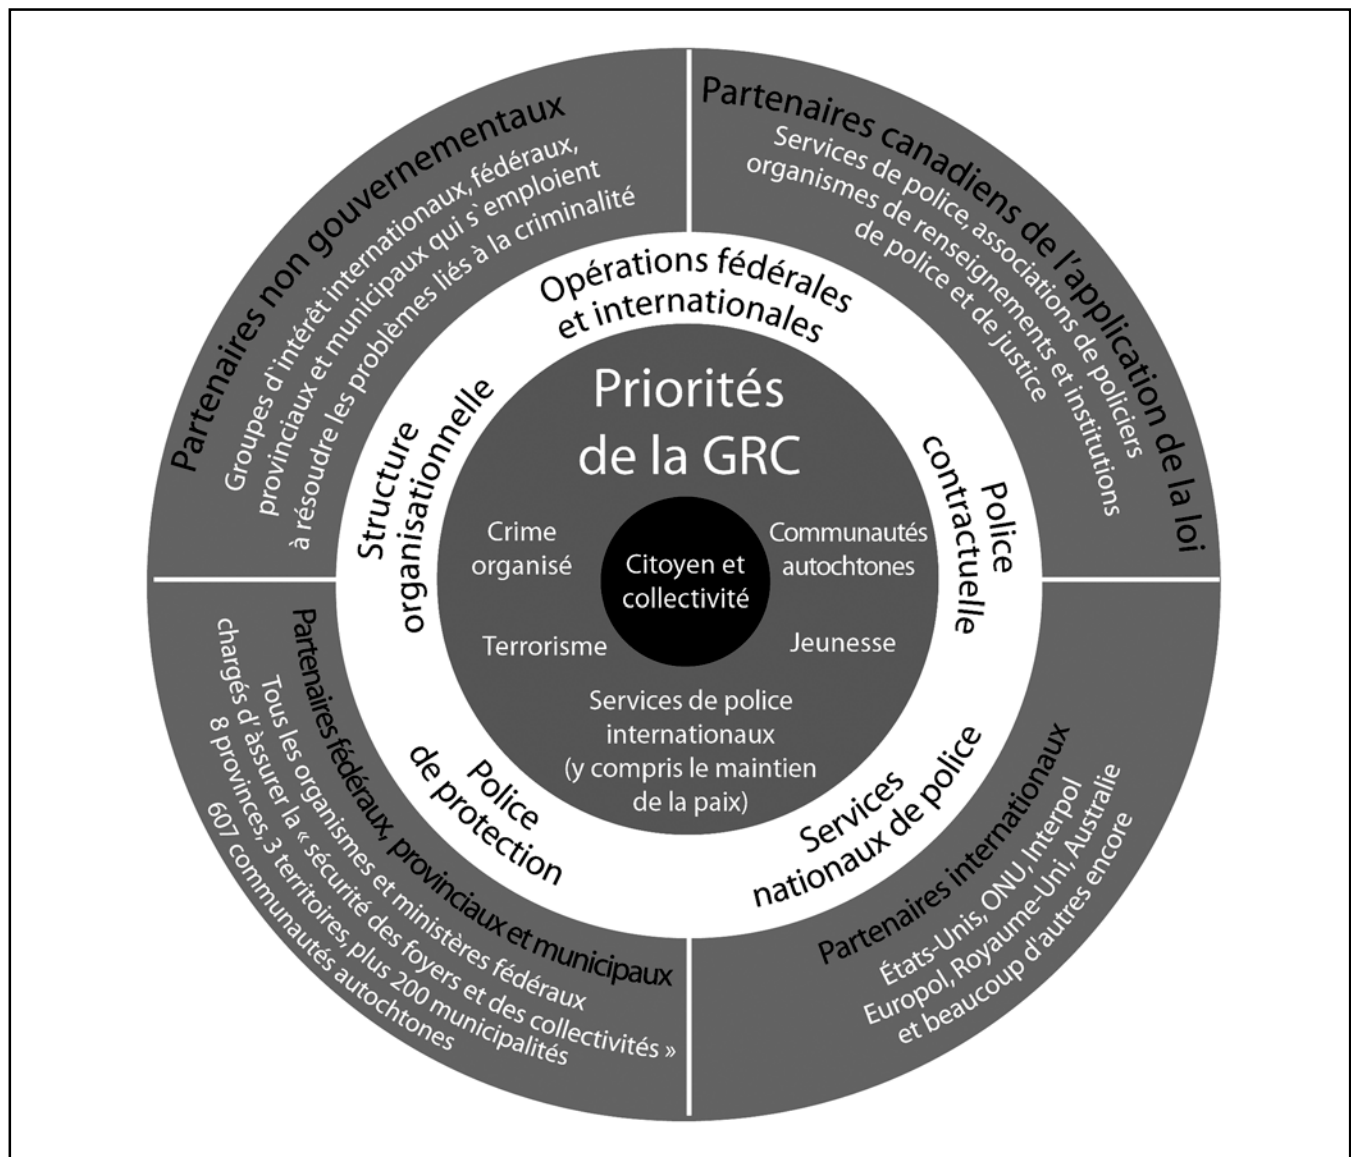 Partenaires non gouvernementaux
Groupes d`intérêt internationaux, fédéraux,
provinciaux et municipaux qui s`emploient
à résoudre les problèmes liés à la criminalité
Partenaires canadiens de l'application de la loi
Services de police, associations de policiers
organismes de renseignements et institutions
de police et de justice
Opérations fédérales
et internationales
Structure
organisationnelle
Police
contractuelle
Priorités
de la GRC
Crime
organisé
Communautés
autochtones
Citoyen et
collectivité
Terrorisme
Jeunesse
Services de police
internationaux
(y compris le maintien
de la paix)
Police
de protection
Services
nationaux de police
Partenaires fédéraux, provinciaux et municipaux
Tous les organismes et ministères fédéraux
chargés d`àssurer la « sécurité des foyers et des collectivités »
8 provinces, 3 territoires, plus 200 municipalités
607 communautés autochtones
Partenaires internationaux
États-Unis, ONU, Interpol
Europol, Royaume-Uni, Australie
et beaucoup d'autres encore